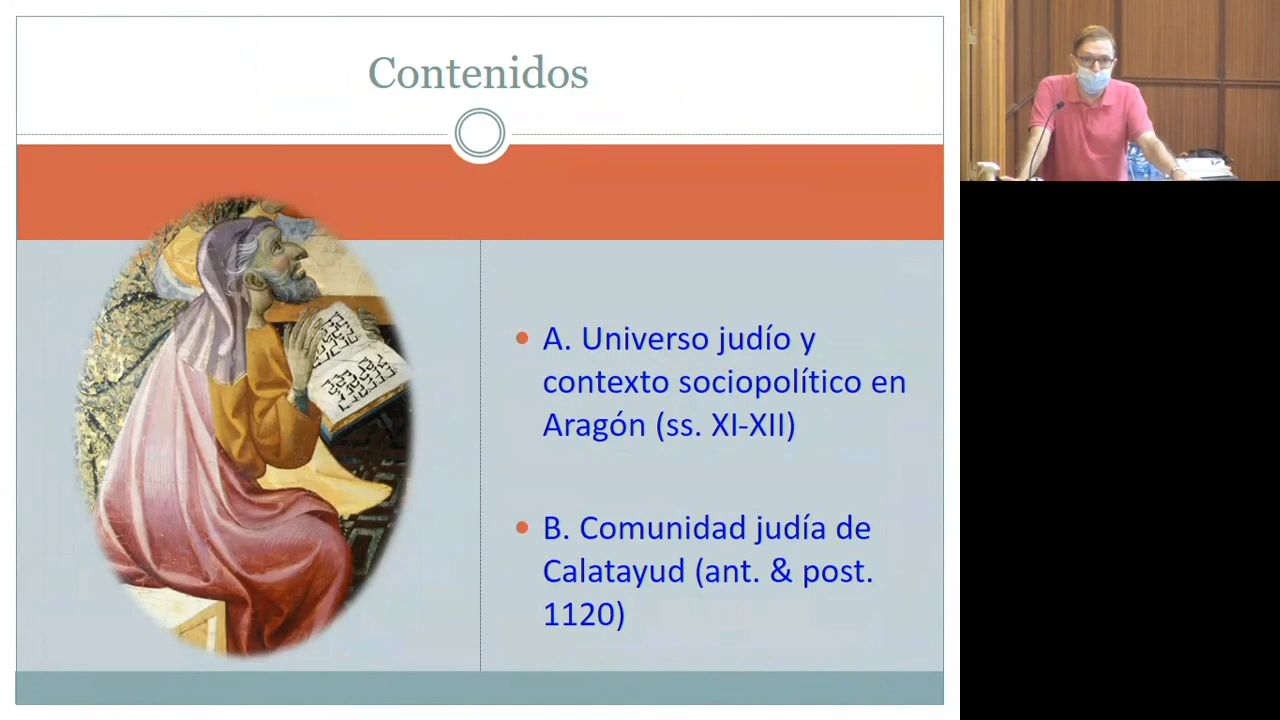 Contenidos
A. Universo judío y
contexto sociopolítico en
Aragón (ss. XI-XII)
B. Comunidad judía de
Calatayud (ant. & post.
1120)